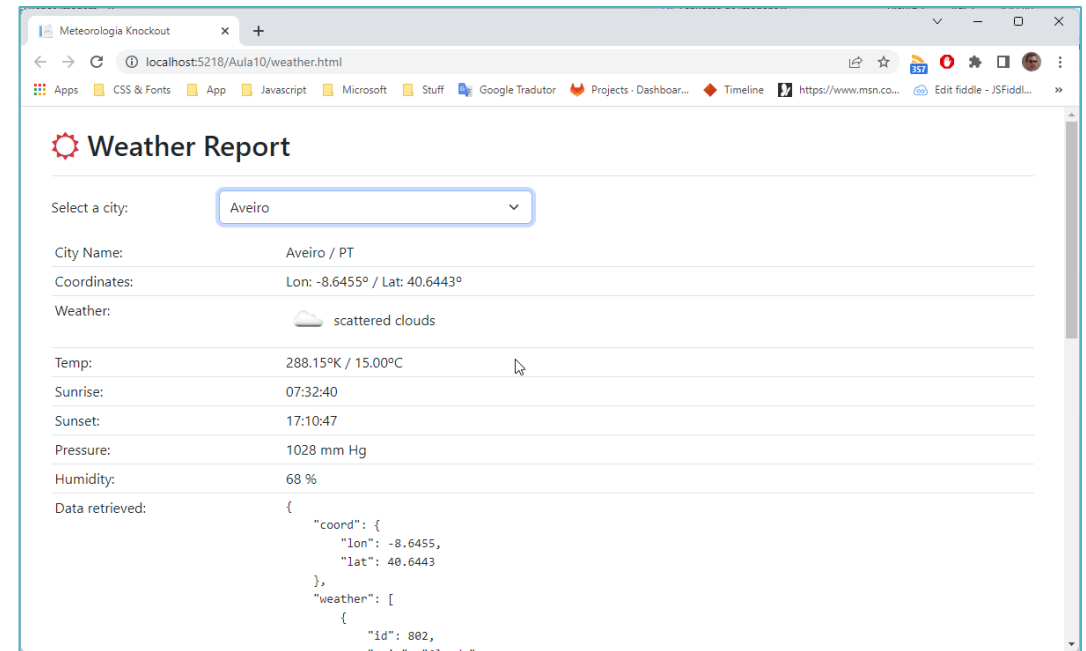 Meteorologia Knockout
localhost:5218/Aula10/weather.html
357
Apps CSS & Fonts App Javascript Microsoft Stuff Google Tradutor Projects · Dashboar... Timeline https://www.msn.co... Edit fiddle - JSFiddl... »
Weather Report
Select a city: Aveiro
City Name: Aveiro / PT
Coordinates: Lon: -8.6455º / Lat: 40.6443º
Weather: scattered clouds
Temp: 288.15ºK / 15.00ºC
Sunrise: 07:32:40
Sunset: 17:10:47
Pressure: 1028 mm Hg
Humidity: 68 %
Data retrieved: {
"coord": {
"lon": -8.6455,
"lat": 40.6443
},
"weather": [
{
"id": 802,